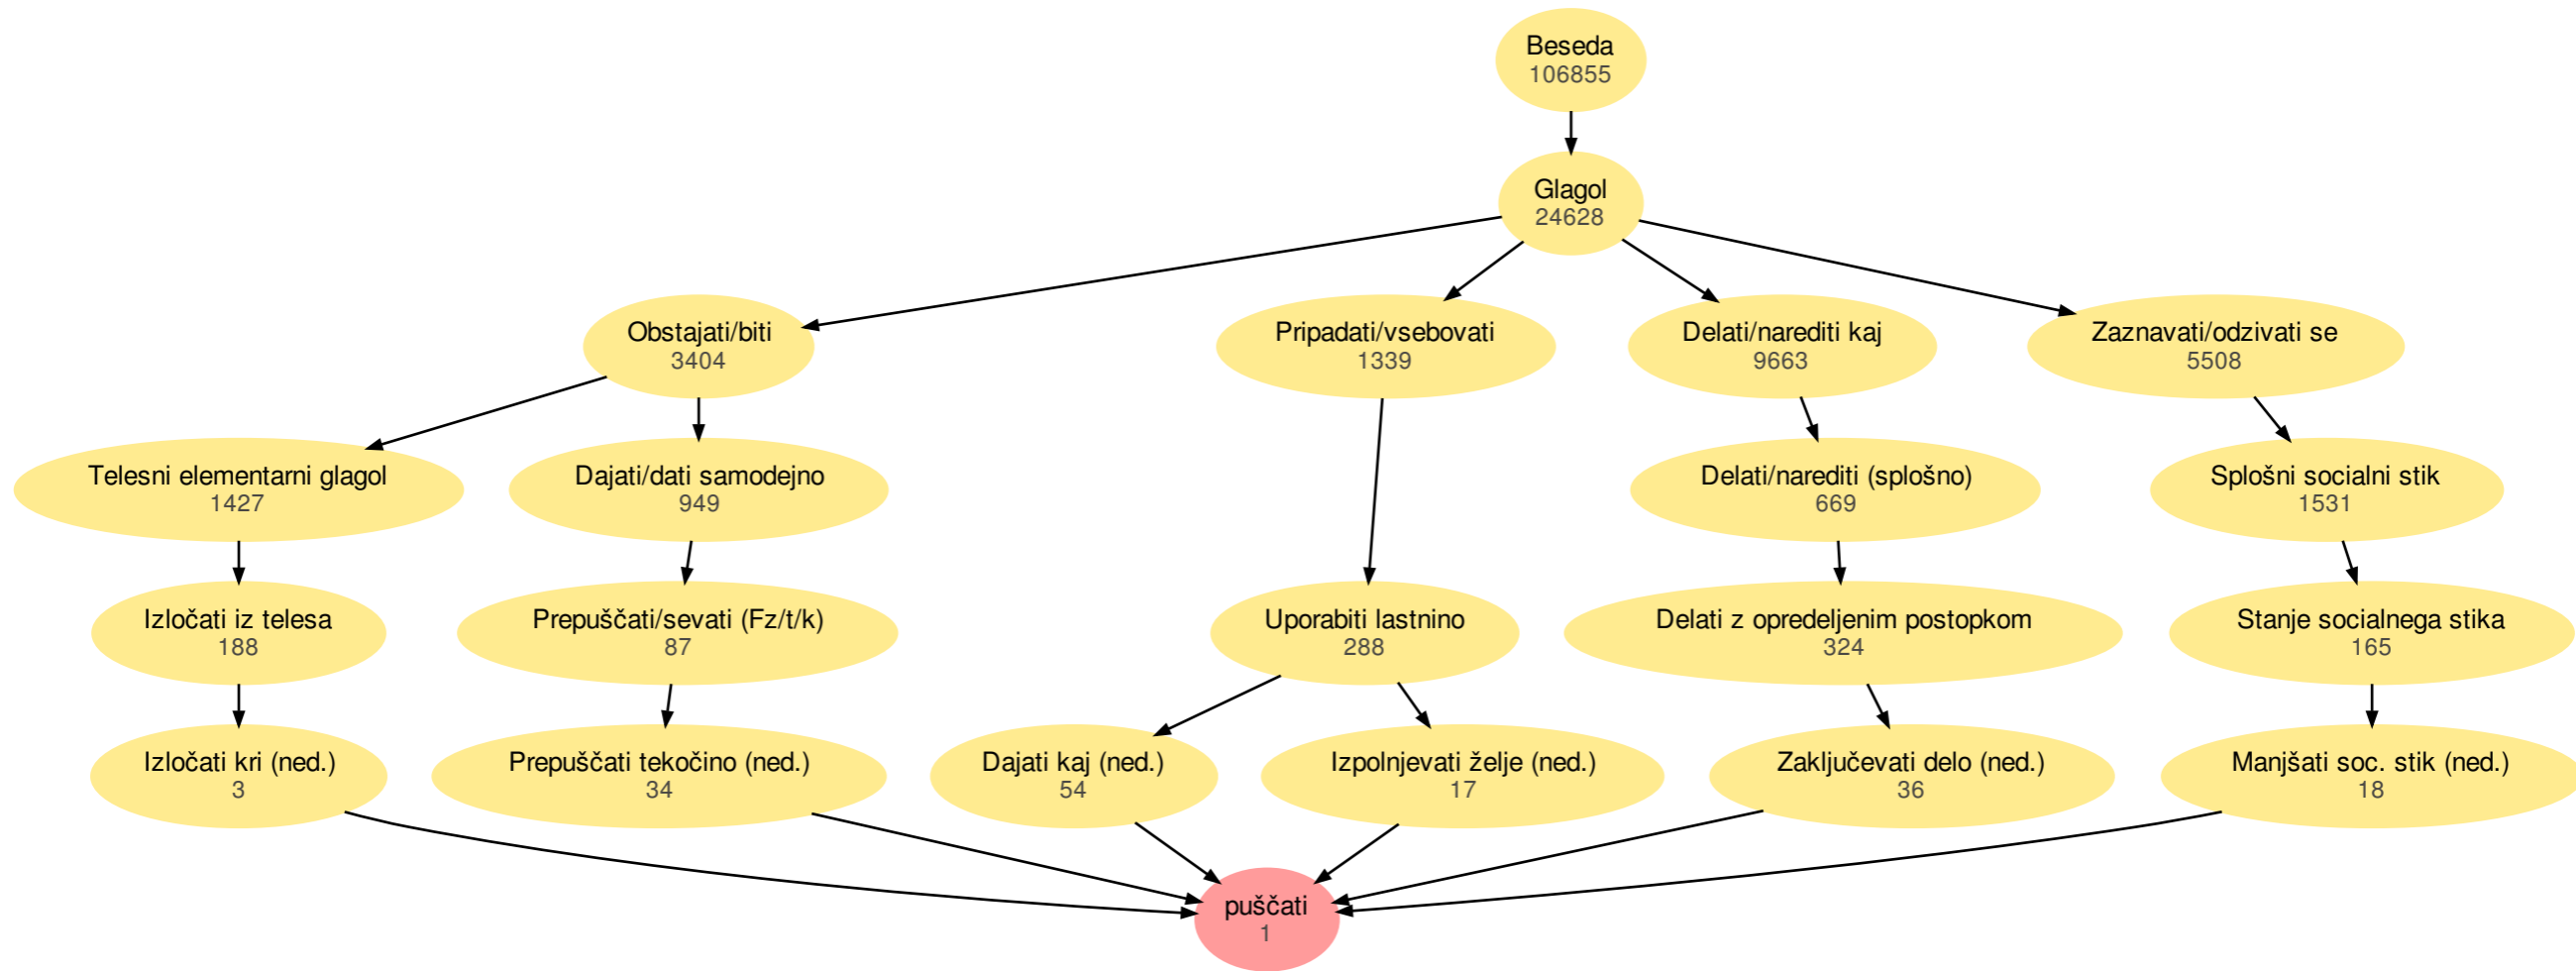 Beseda
106855
Glagol
24628
Obstajati/biti
3404
Pripadati/vsebovati
1339
Delati/narediti kaj
9663
Zaznavati/odzivati se
5508
Telesni elementarni glagol
1427
Dajati/dati samodejno
949
Delati/narediti (splošno)
669
Splošni socialni stik
1531
Izločati iz telesa
188
Prepuščati/sevati (Fz/t/k)
87
Uporabiti lastnino
288
Delati z opredeljenim postopkom
324
Stanje socialnega stika
165
Izločati kri (ned.)
3
Prepuščati tekočino (ned.)
34
Dajati kaj (ned.)
54
Izpolnjevati želje (ned.)
17
Zaključevati delo (ned.)
36
Manjšati soc. stik (ned.)
18
puščati
1